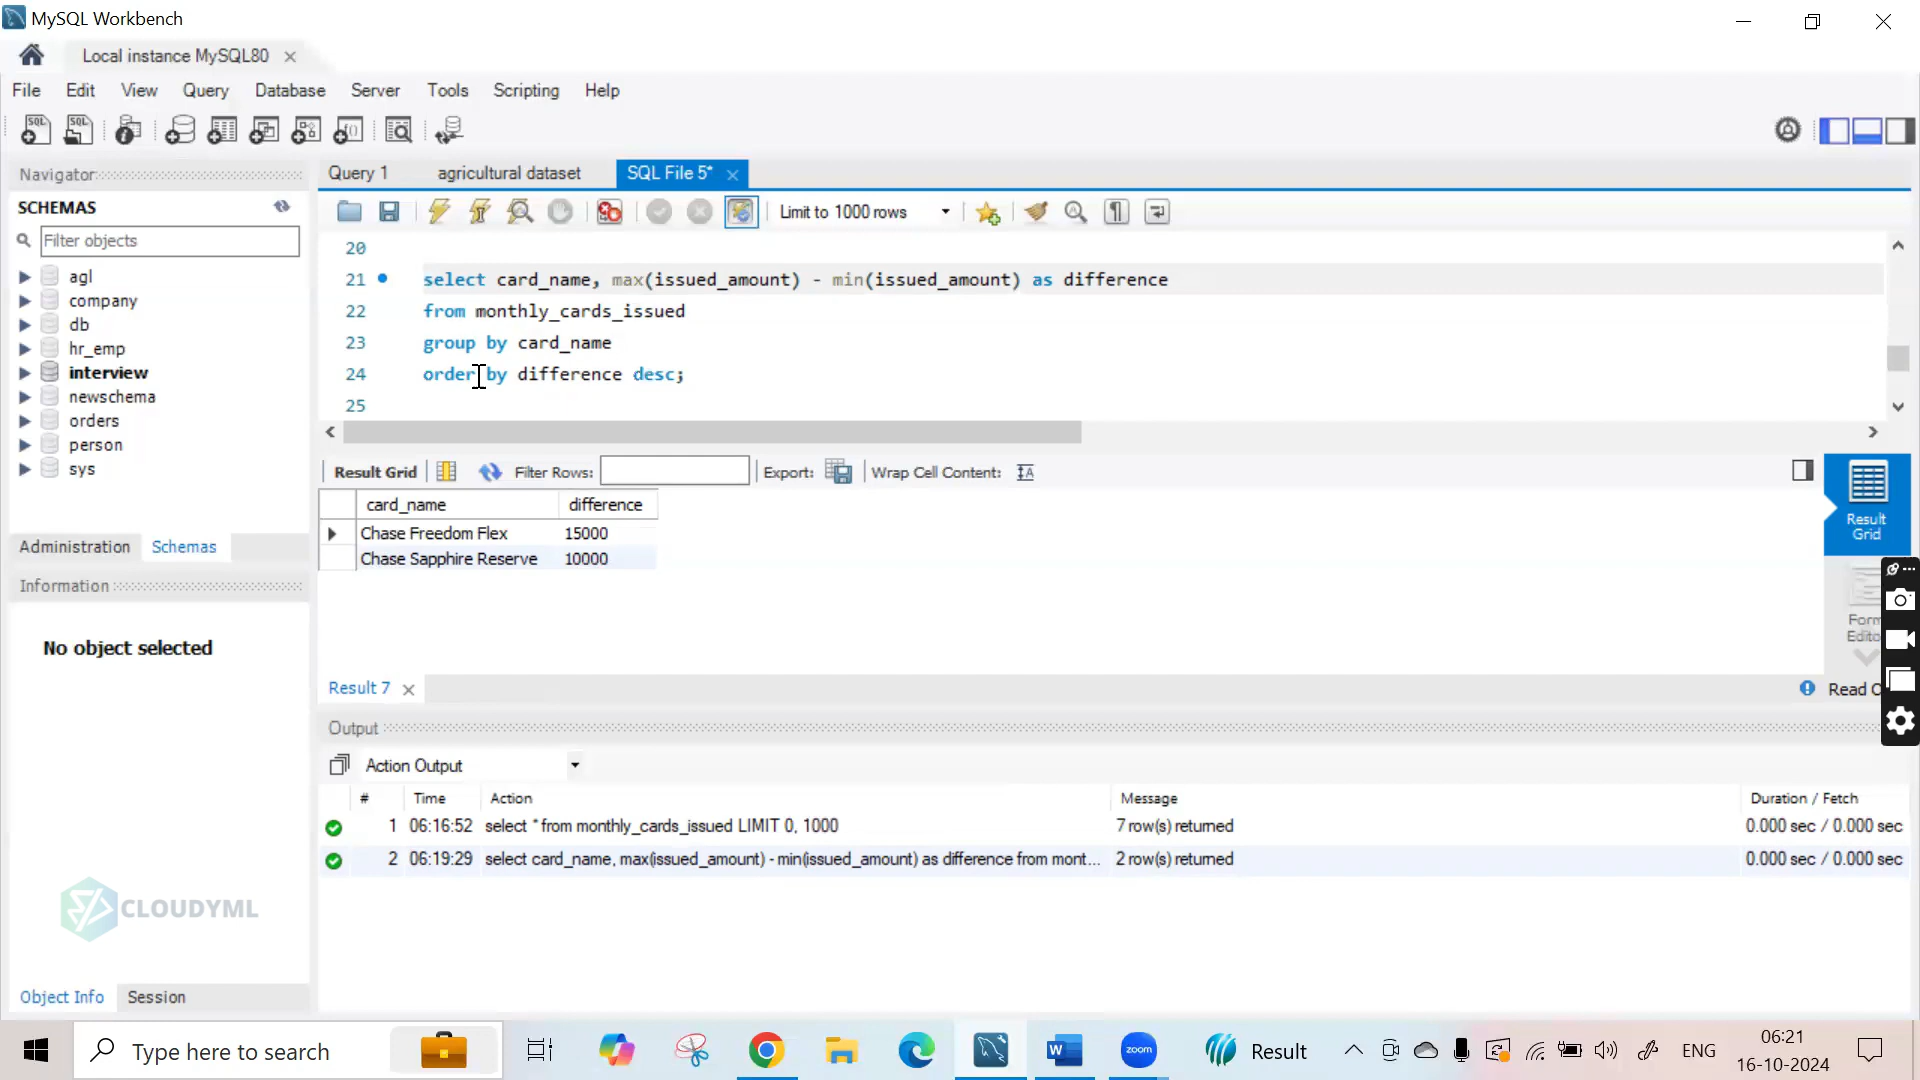 MySQL Workbench
Local instance MySQL80
File Edit View Query Database Server Tools Scripting Help
Navigator
SCHEMAS
Filter objects
agl
company
db
hr_emp
interview
newschema
orders
person
sys
Administration Schemas
Information
No object selected
CLOUDYML
Object Info Session
Query 1 agricultural dataset SQL File 5*
Limit to 1000 rows
20
21 select card_name, max(issued_amount) - min(issued_amount) as difference
22 from monthly_cards_issued
23 group by card_name
24 order by difference desc;
25
Result Grid Filter Rows: Export: Wrap Cell Content:
card_name difference
Chase Freedom Flex 15000
Chase Sapphire Reserve 10000
Result Grid
Form
Result 7
Read O
Output
Action Output
# Time Action Message Duration / Fetch
1 06:16:52 select * from monthly_cards_issued LIMIT 0, 1000 7 row(s) returned 0.000 sec / 0.000 sec
2 06:19:29 select card_name, max(issued_amount) - min(issued_amount) as difference from mont... 2 row(s) returned 0.000 sec / 0.000 sec
Type here to search
zoom
Result
ENG
06:21
16-10-2024